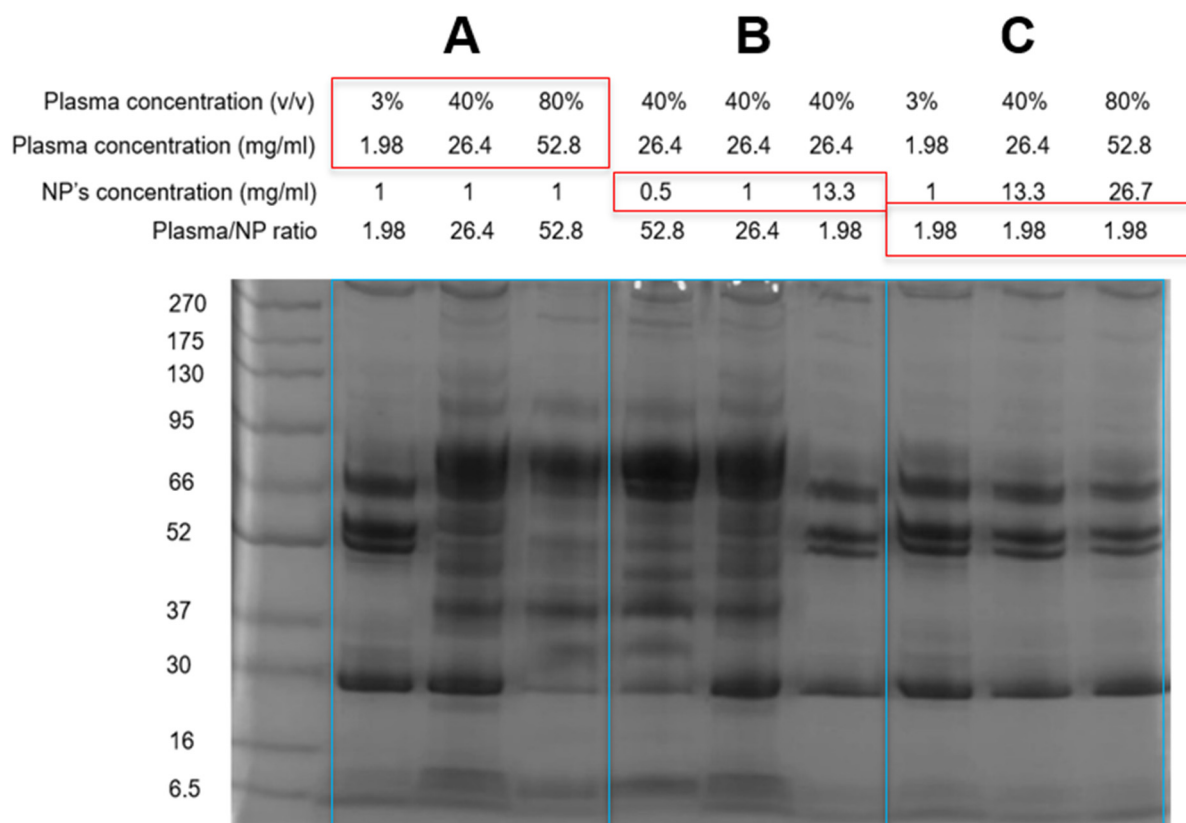 A B C
Plasma concentration (v/v) 3% 40% 80% 40% 40% 40% 3% 40% 80%
Plasma concentration (mg/ml) 1.98 26.4 52.8 26.4 26.4 26.4 1.98 26.4 52.8
NP's concentration (mg/ml) 1 1 1 0.5 1 13.3 1 13.3 26.7
Plasma/NP ratio 1.98 26.4 52.8 52.8 26.4 1.98 1.98 1.98 1.98
270
175
130
95
66
52
37
30
16
6.5